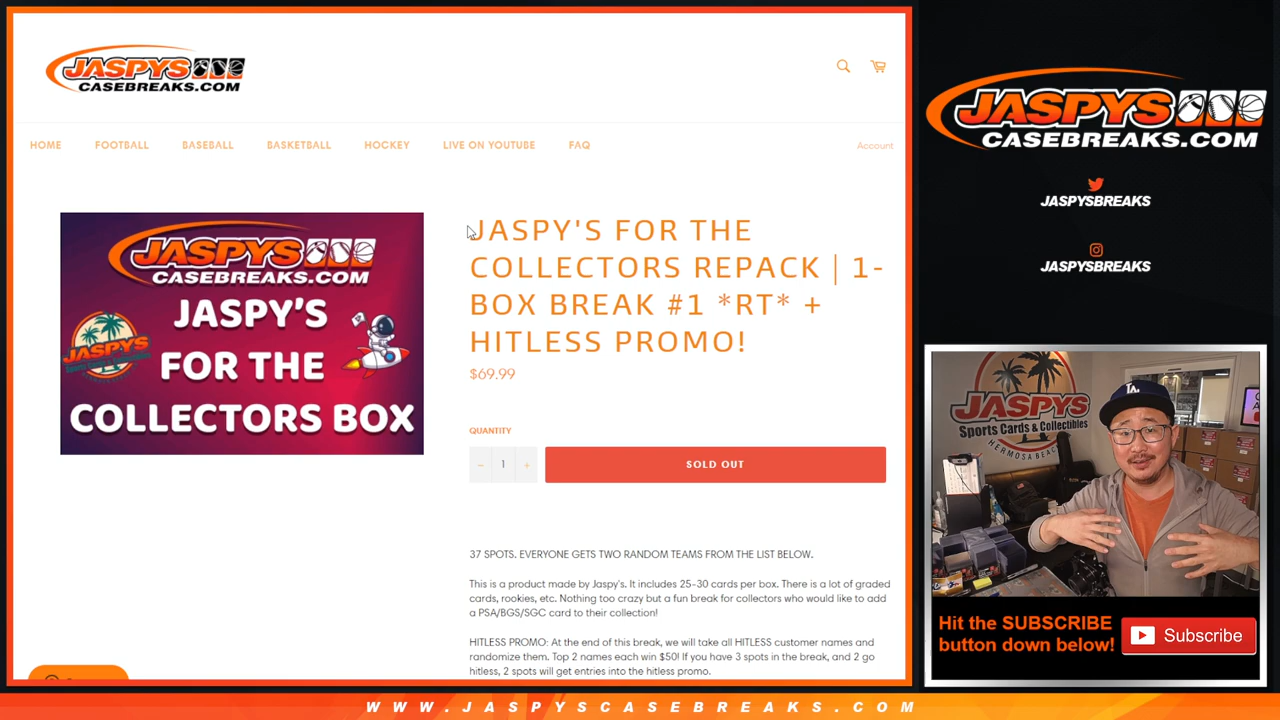 JASPYS
CASEBREAKS.COM
HOME FOOTBALL BASEBALL BASKETBALL HOCKEY LIVE ON YOUTUBE FAQ Account
JASPYS
CASEBREAKS.COM
JASPY'S
FOR THE
COLLECTORS BOX
JASPYS
JASPY'S FOR THE
COLLECTORS REPACK | 1-
BOX BREAK #1 *RT* +
HITLESS PROMO!
$69.99
QUANTITY
− 1 +
SOLD OUT
37 SPOTS. EVERYONE GETS TWO RANDOM TEAMS FROM THE LIST BELOW.
This is a product made by Jaspy's. It includes 25-30 cards per box. There is a lot of graded
cards, rookies, etc. Nothing too crazy but a fun break for collectors who would like to add
a PSA/BGS/SGC card to their collection!
HITLESS PROMO: At the end of this break, we will take all HITLESS customer names and
randomize them. Top 2 names each win $50! If you have 3 spots in the break, and 2 go
hitless, 2 spots will get entries into the hitless promo.
JASPYS
CASEBREAKS.COM
JASPYSBREAKS
JASPYSBREAKS
JASPYS
Sports Cards & Collectibles
HERMOSA BEACH
LA
Hit the SUBSCRIBE
button down below!
Subscribe
WWW.JASPYSCASEBREAKS.COM